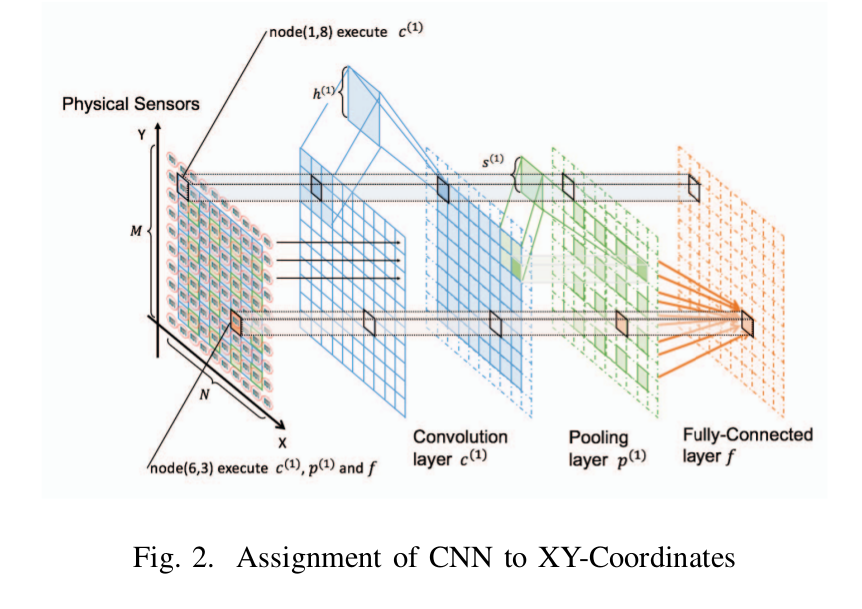 node(1,8) execute c⁽¹⁾
h⁽¹⁾
Physical Sensors
Y
s⁽¹⁾
M
N
X
Convolution
layer c⁽¹⁾
Pooling
layer p⁽¹⁾
Fully-Connected
layer f
node(6,3) execute c⁽¹⁾, p⁽¹⁾ and f
Fig. 2. Assignment of CNN to XY-Coordinates